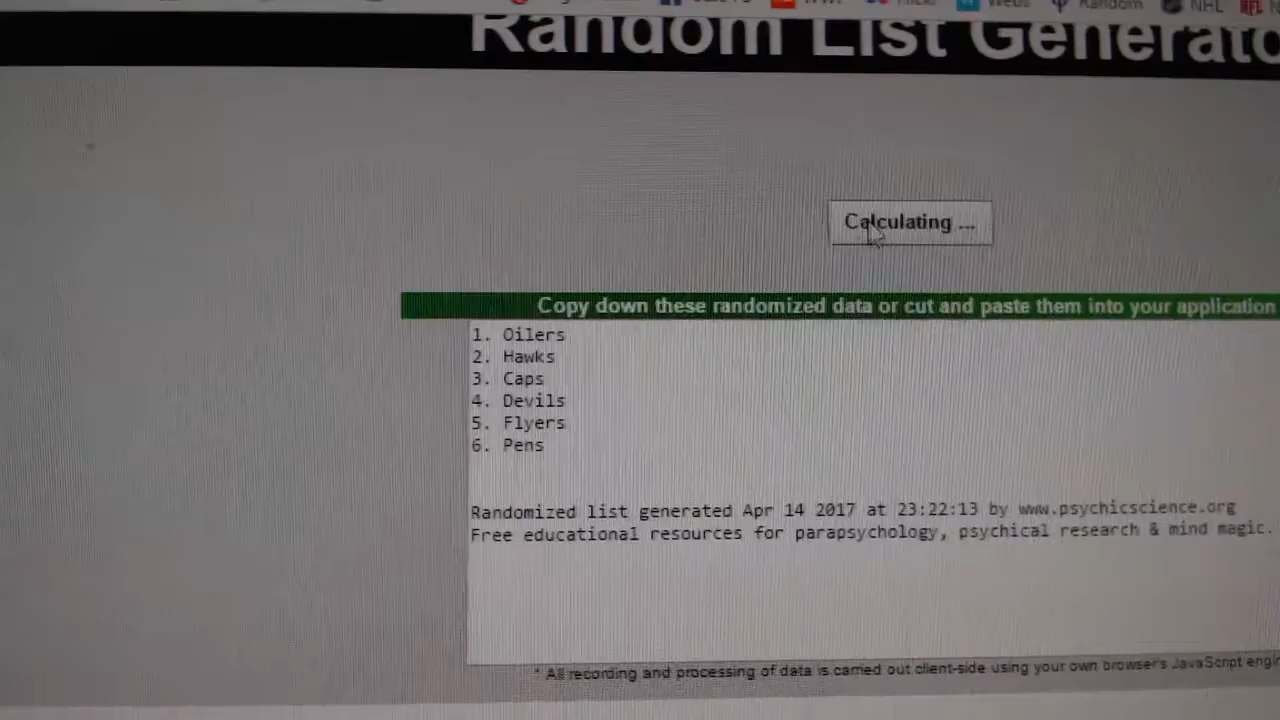 Random NHL
Random List Generato
Calculating ...
Copy down these randomized data or cut and paste them into your application
1. Oilers
2. Hawks
3. Caps
4. Devils
5. Flyers
6. Pens
Randomized list generated Apr 14 2017 at 23:22:13 by www.psychicscience.org
Free educational resources for parapsychology, psychical research & mind magic.
* All recording and processing of data is carried out client-side using your own browser's JavaScript engi